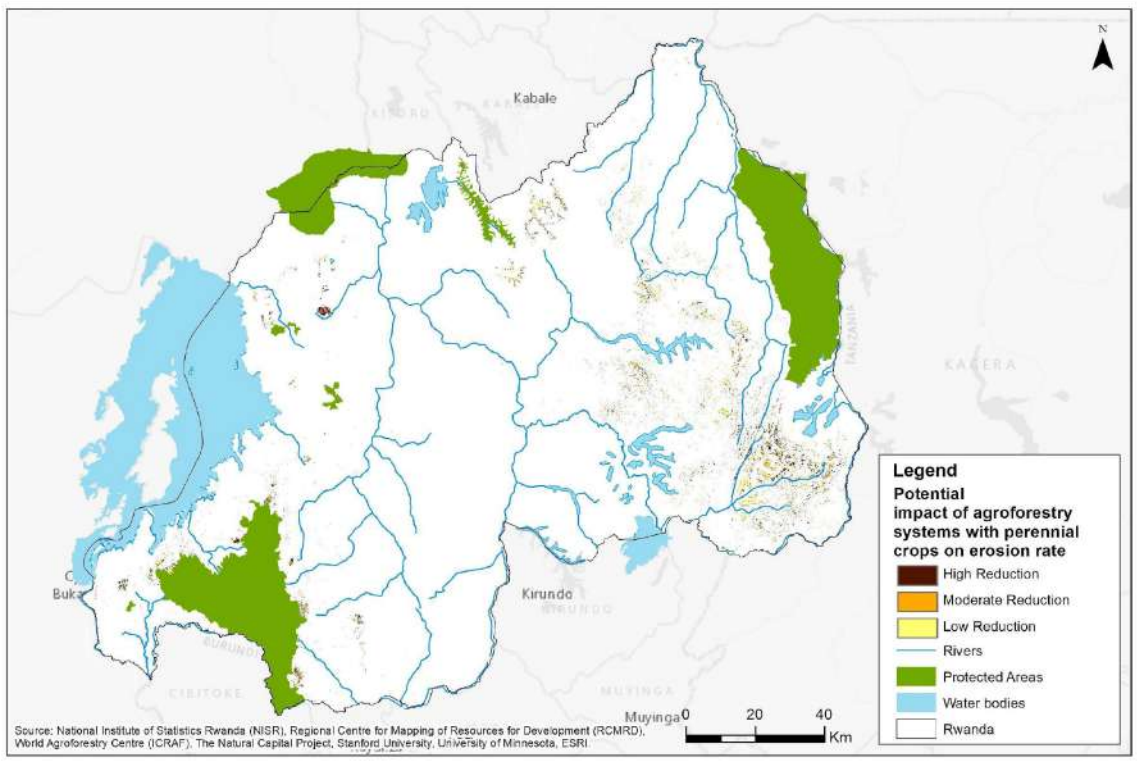 N
Kabale
KISORO
TANZANIA
KAGERA
Kirundo
KIRUNDO
BURUNDI
CIBITOKE
MUYINGA
Muyinga
0 20 40
Km
Legend
Potential
impact of agroforestry
systems with perennial
crops on erosion rate
High Reduction
Moderate Reduction
Low Reduction
Rivers
Protected Areas
Water bodies
Rwanda
Source: National Institute of Statistics Rwanda (NISR), Regional Centre for Mapping of Resources for Development (RCMRD),
World Agroforestry Centre (ICRAF), The Natural Capital Project, Stanford University, University of Minnesota, ESRI.